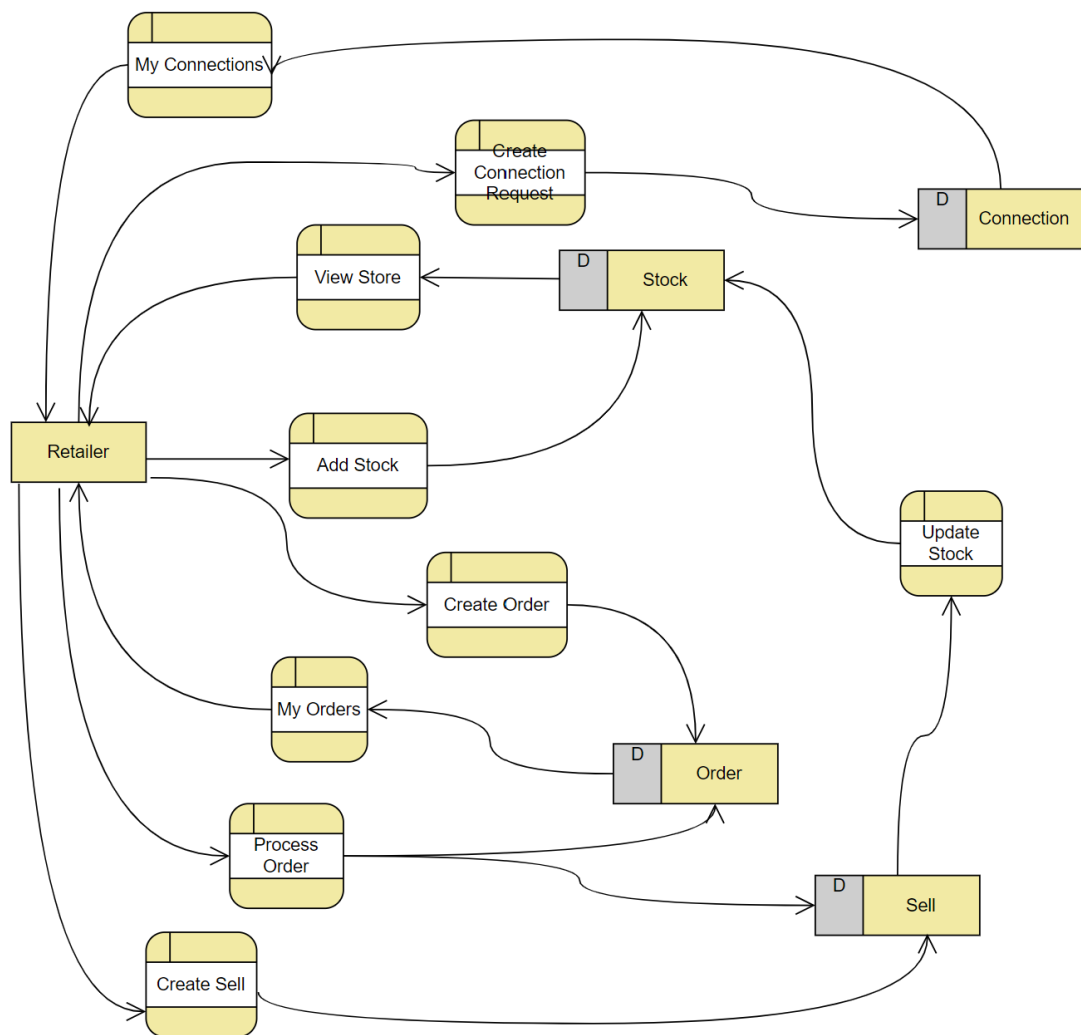 My Connections
Create
Connection
Request
D
Connection
View Store
D
Stock
Retailer
Add Stock
Update
Stock
Create Order
My Orders
D
Order
Process
Order
D
Sell
Create Sell